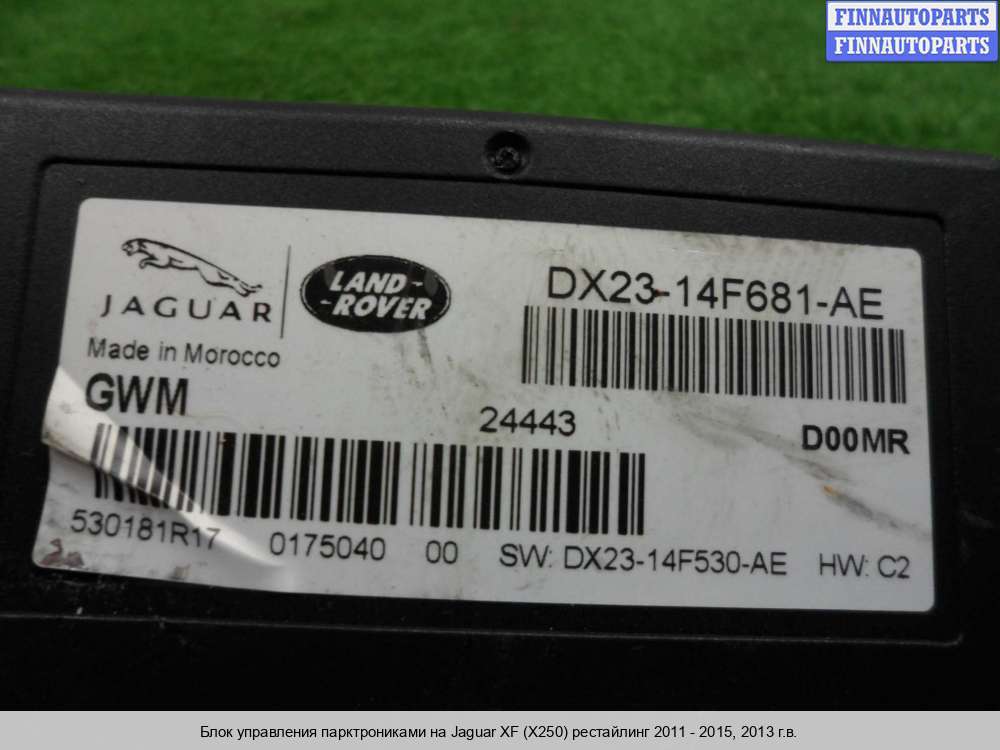 FINNAUTOPARTS
FINNAUTOPARTS
JAGUAR
LAND-
-ROVER
DX23-14F681-AE
Made in Morocco
GWM
24443
D00MR
530181R17 0175040 00 SW: DX23-14F530-AE HW: C2
Блок управления парктрониками на Jaguar XF (X250) рестайлинг 2011 - 2015, 2013 г.в.